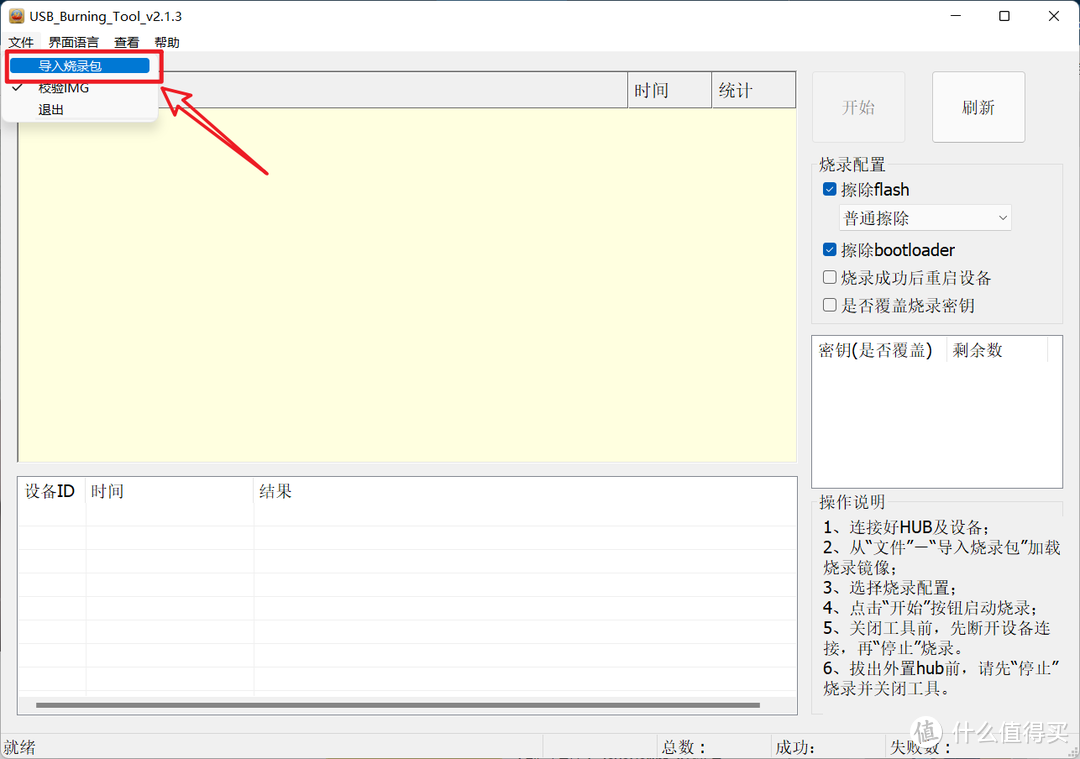 USB_Burning_Tool_v2.1.3
文件 界面语言 查看 帮助
导入烧录包
校验IMG
退出
时间 统计
开始 刷新
烧录配置
擦除flash
普通擦除
擦除bootloader
烧录成功后重启设备
是否覆盖烧录密钥
密钥(是否覆盖) 剩余数
设备ID 时间 结果
操作说明
1、连接好HUB及设备;
2、从“文件”—“导入烧录包”加载
烧录镜像;
3、选择烧录配置;
4、点击“开始”按钮启动烧录;
5、关闭工具前，先断开设备连
接，再“停止”烧录。
6、拔出外置hub前，请先“停止”
烧录并关闭工具。
就绪 总数： 成功: 失败数：
值 什么值得买